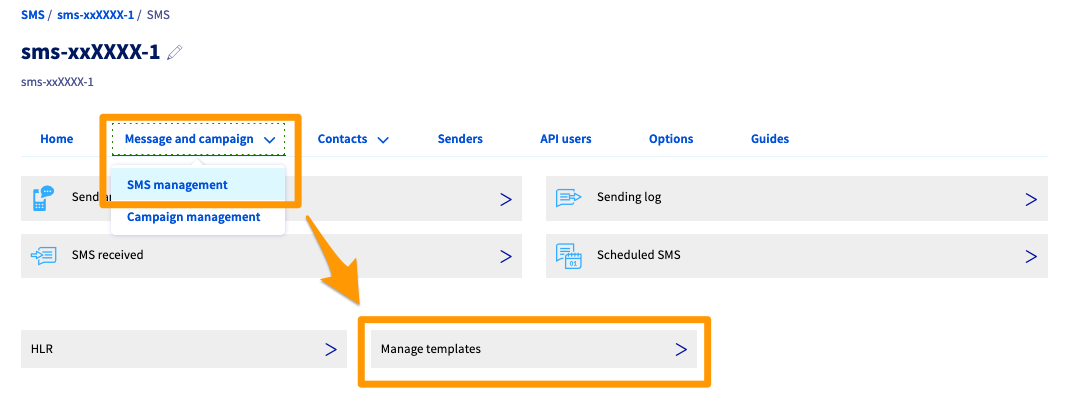 SMS / sms-xxXXXX-1 / SMS
sms-xxXXXX-1
sms-xxXXXX-1
Home Message and campaign Contacts Senders API users Options Guides
SMS management
Send Sending log
Campaign management
SMS received Scheduled SMS
01
HLR Manage templates